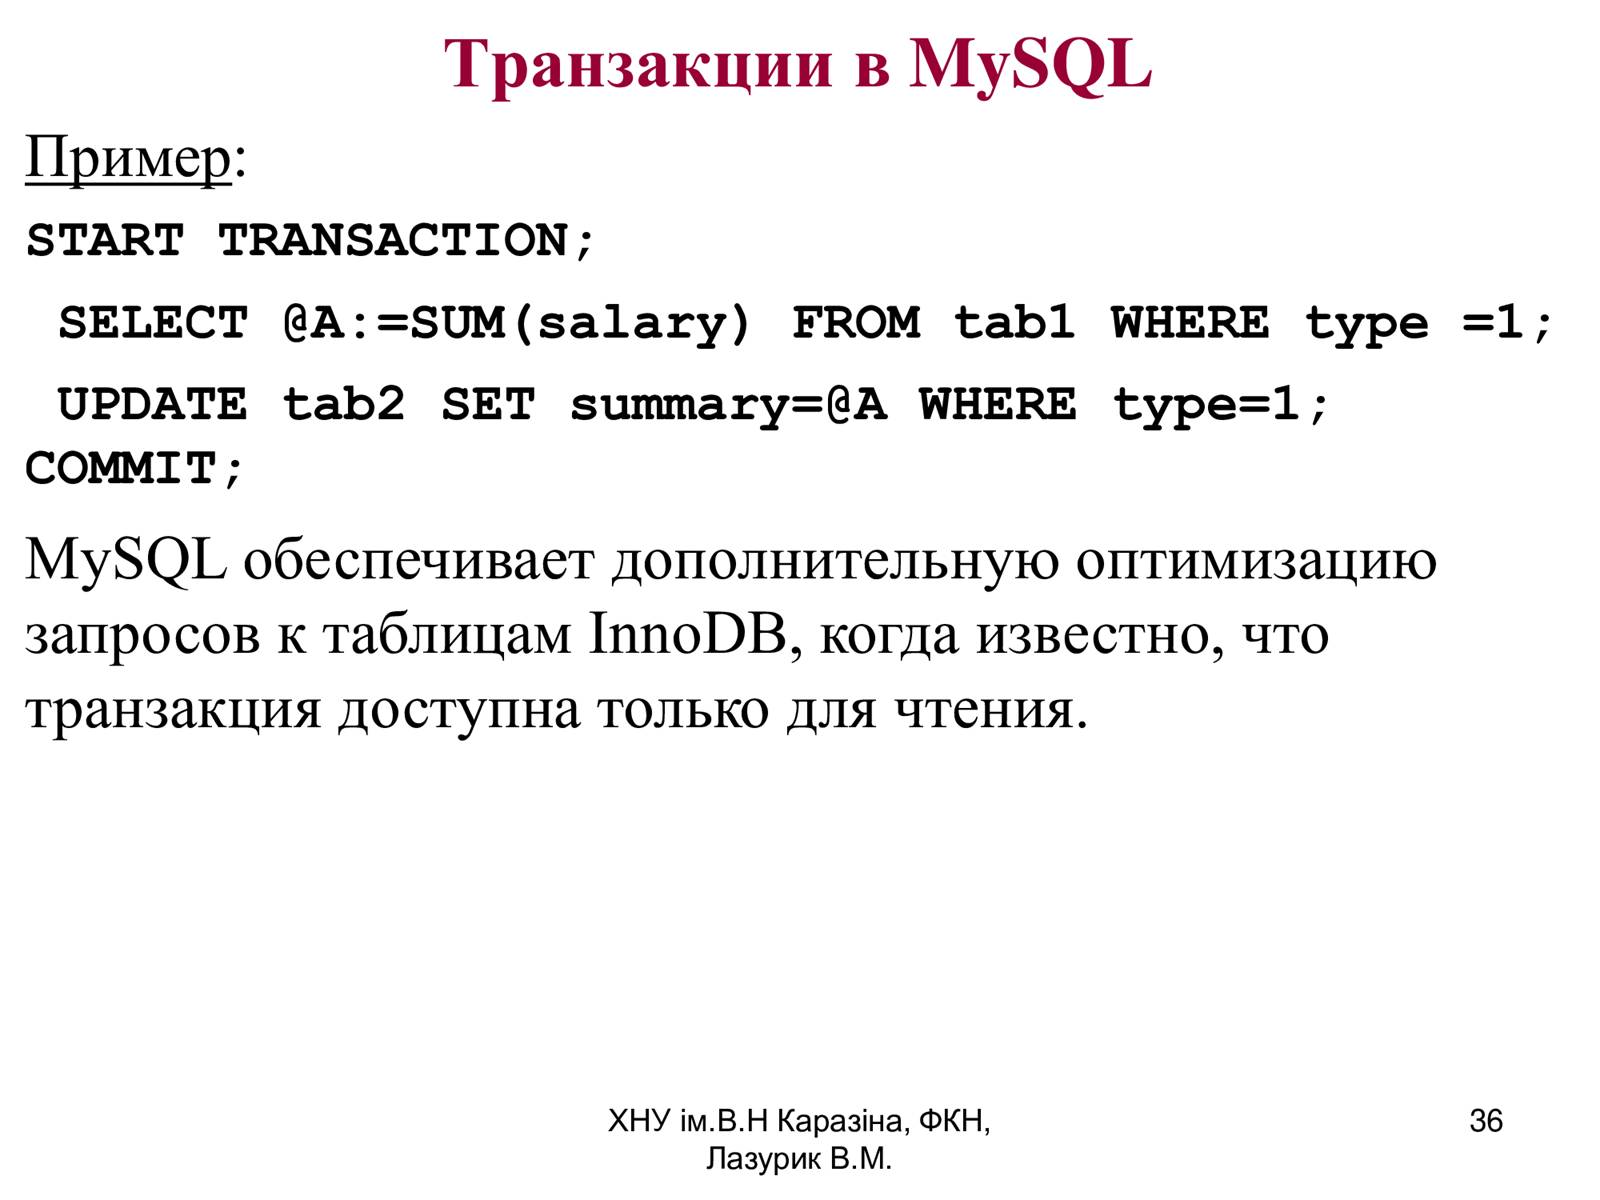 Транзакции в MySQL
Пример:
START TRANSACTION;
SELECT @A:=SUM(salary) FROM tab1 WHERE type =1;
UPDATE tab2 SET summary=@A WHERE type=1;
COMMIT;
MySQL обеспечивает дополнительную оптимизацию
запросов к таблицам InnoDB, когда известно, что
транзакция доступна только для чтения.
ХНУ ім.В.Н Каразіна, ФКН,
Лазурик В.М.
36